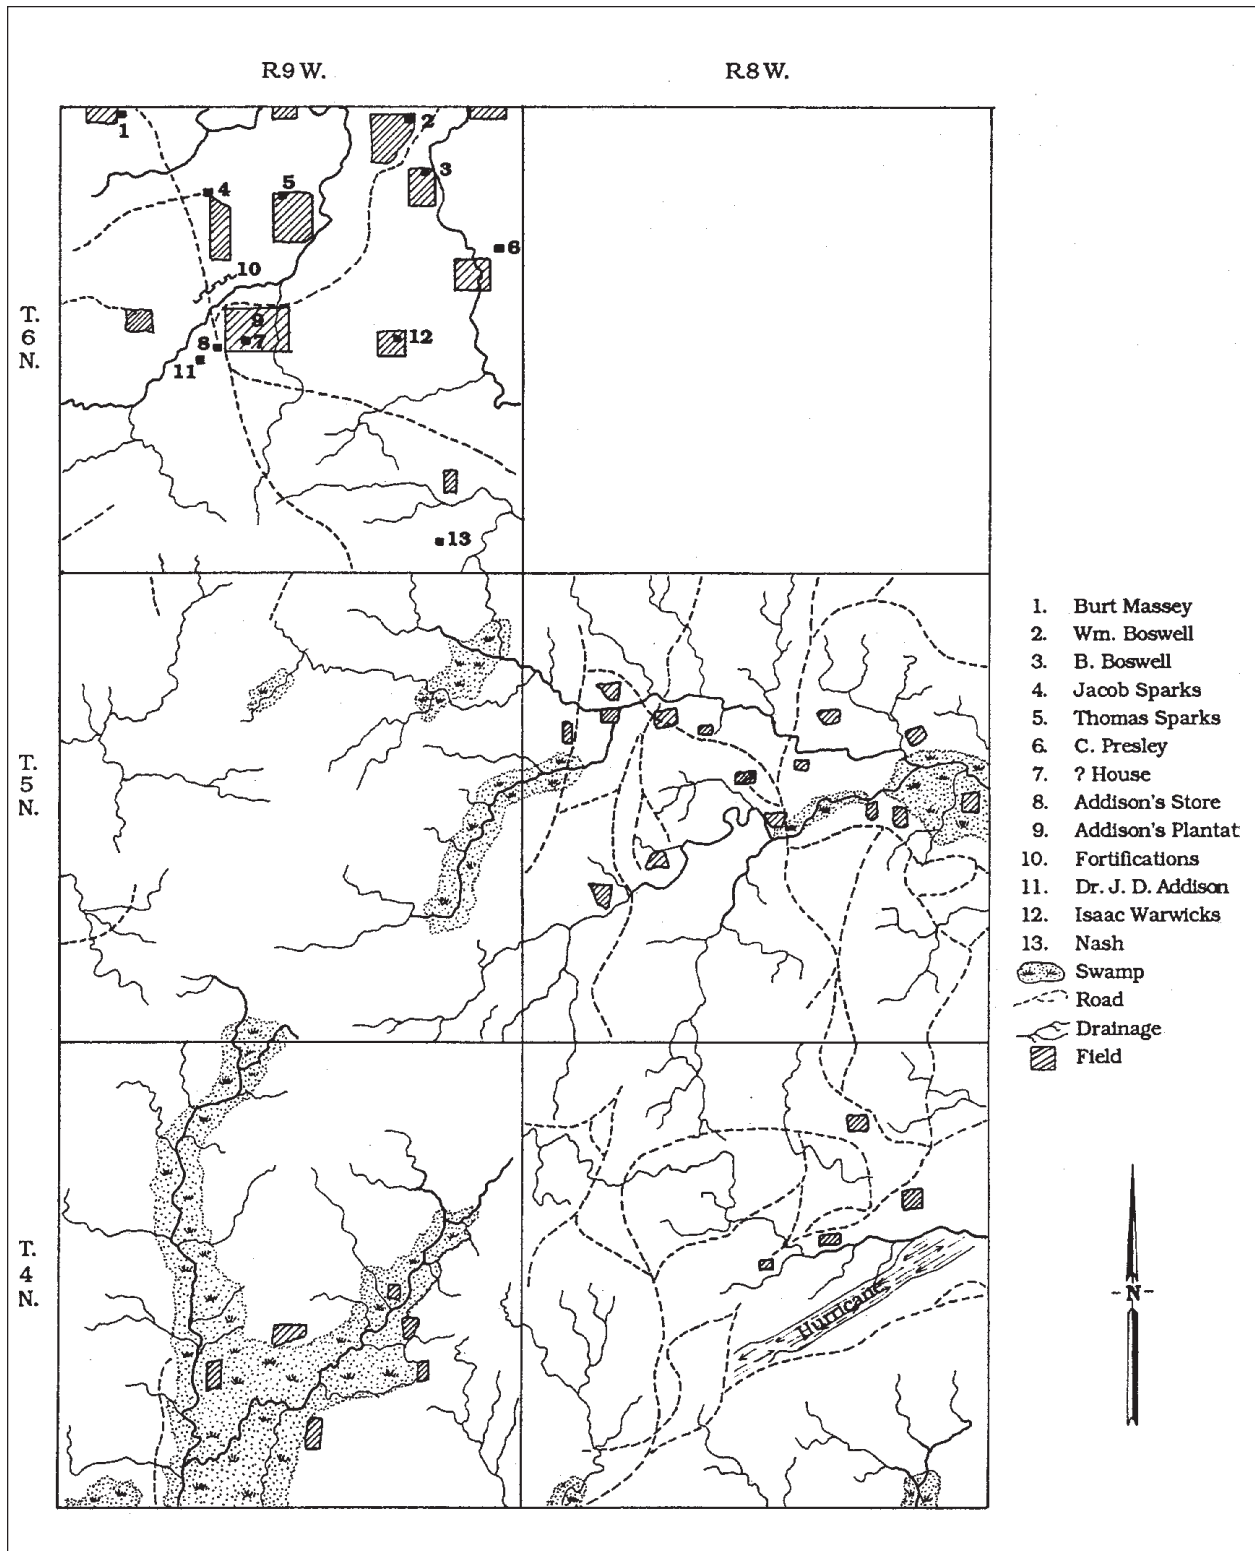 R.9 W.
R.8 W.
1
2
3
4
5
6
10
9
7
8
11
12
13
T.
6
N.
T.
5
N.
T.
4
N.
1. Burt Massey
2. Wm. Boswell
3. B. Boswell
4. Jacob Sparks
5. Thomas Sparks
6. C. Presley
7. ? House
8. Addison's Store
9. Addison's Plantat
10. Fortifications
11. Dr. J. D. Addison
12. Isaac Warwicks
13. Nash
Swamp
Road
Drainage
Field
N
Hurricane